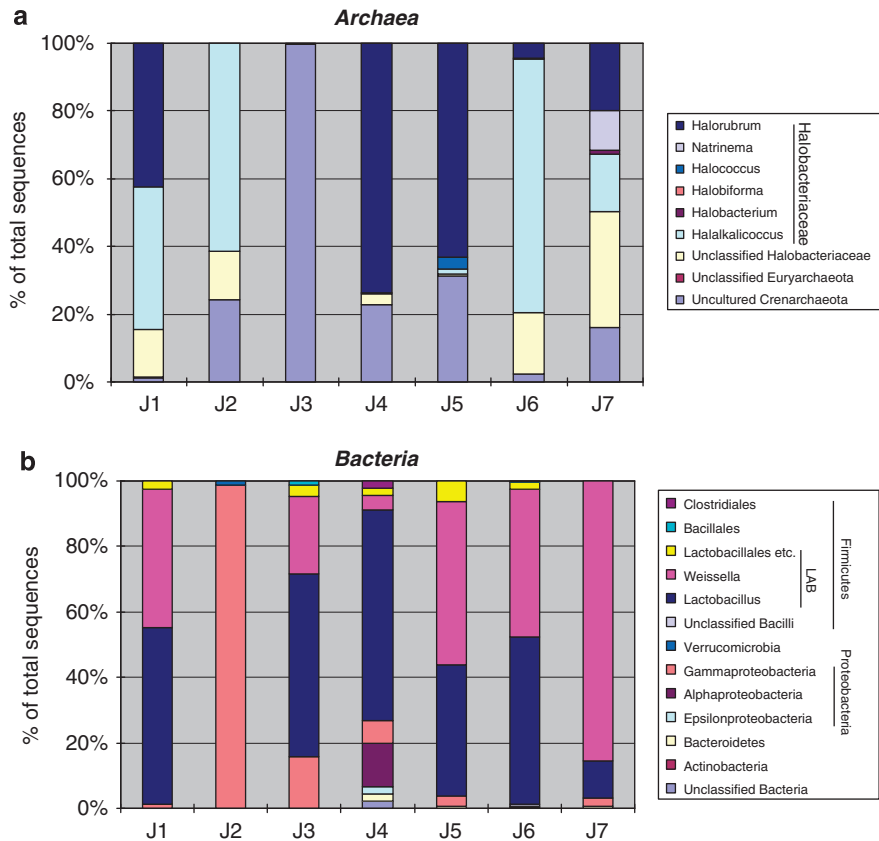 a
Archaea
100%
80%
60%
40%
20%
0%
% of total sequences
J1 J2 J3 J4 J5 J6 J7
Halorubrum
Natrinema
Halococcus
Halobiforma
Halobacterium
Halalkalicoccus
Unclassified Halobacteriaceae
Unclassified Euryarchaeota
Uncultured Crenarchaeota
Halobacteriaceae
b
Bacteria
100%
80%
60%
40%
20%
0%
% of total sequences
J1 J2 J3 J4 J5 J6 J7
Clostridiales
Bacillales
Lactobacillales etc.
Weissella
Lactobacillus
Unclassified Bacilli
Verrucomicrobia
Gammaproteobacteria
Alphaproteobacteria
Epsilonproteobacteria
Bacteroidetes
Actinobacteria
Unclassified Bacteria
LAB
Firmicutes
Proteobacteria